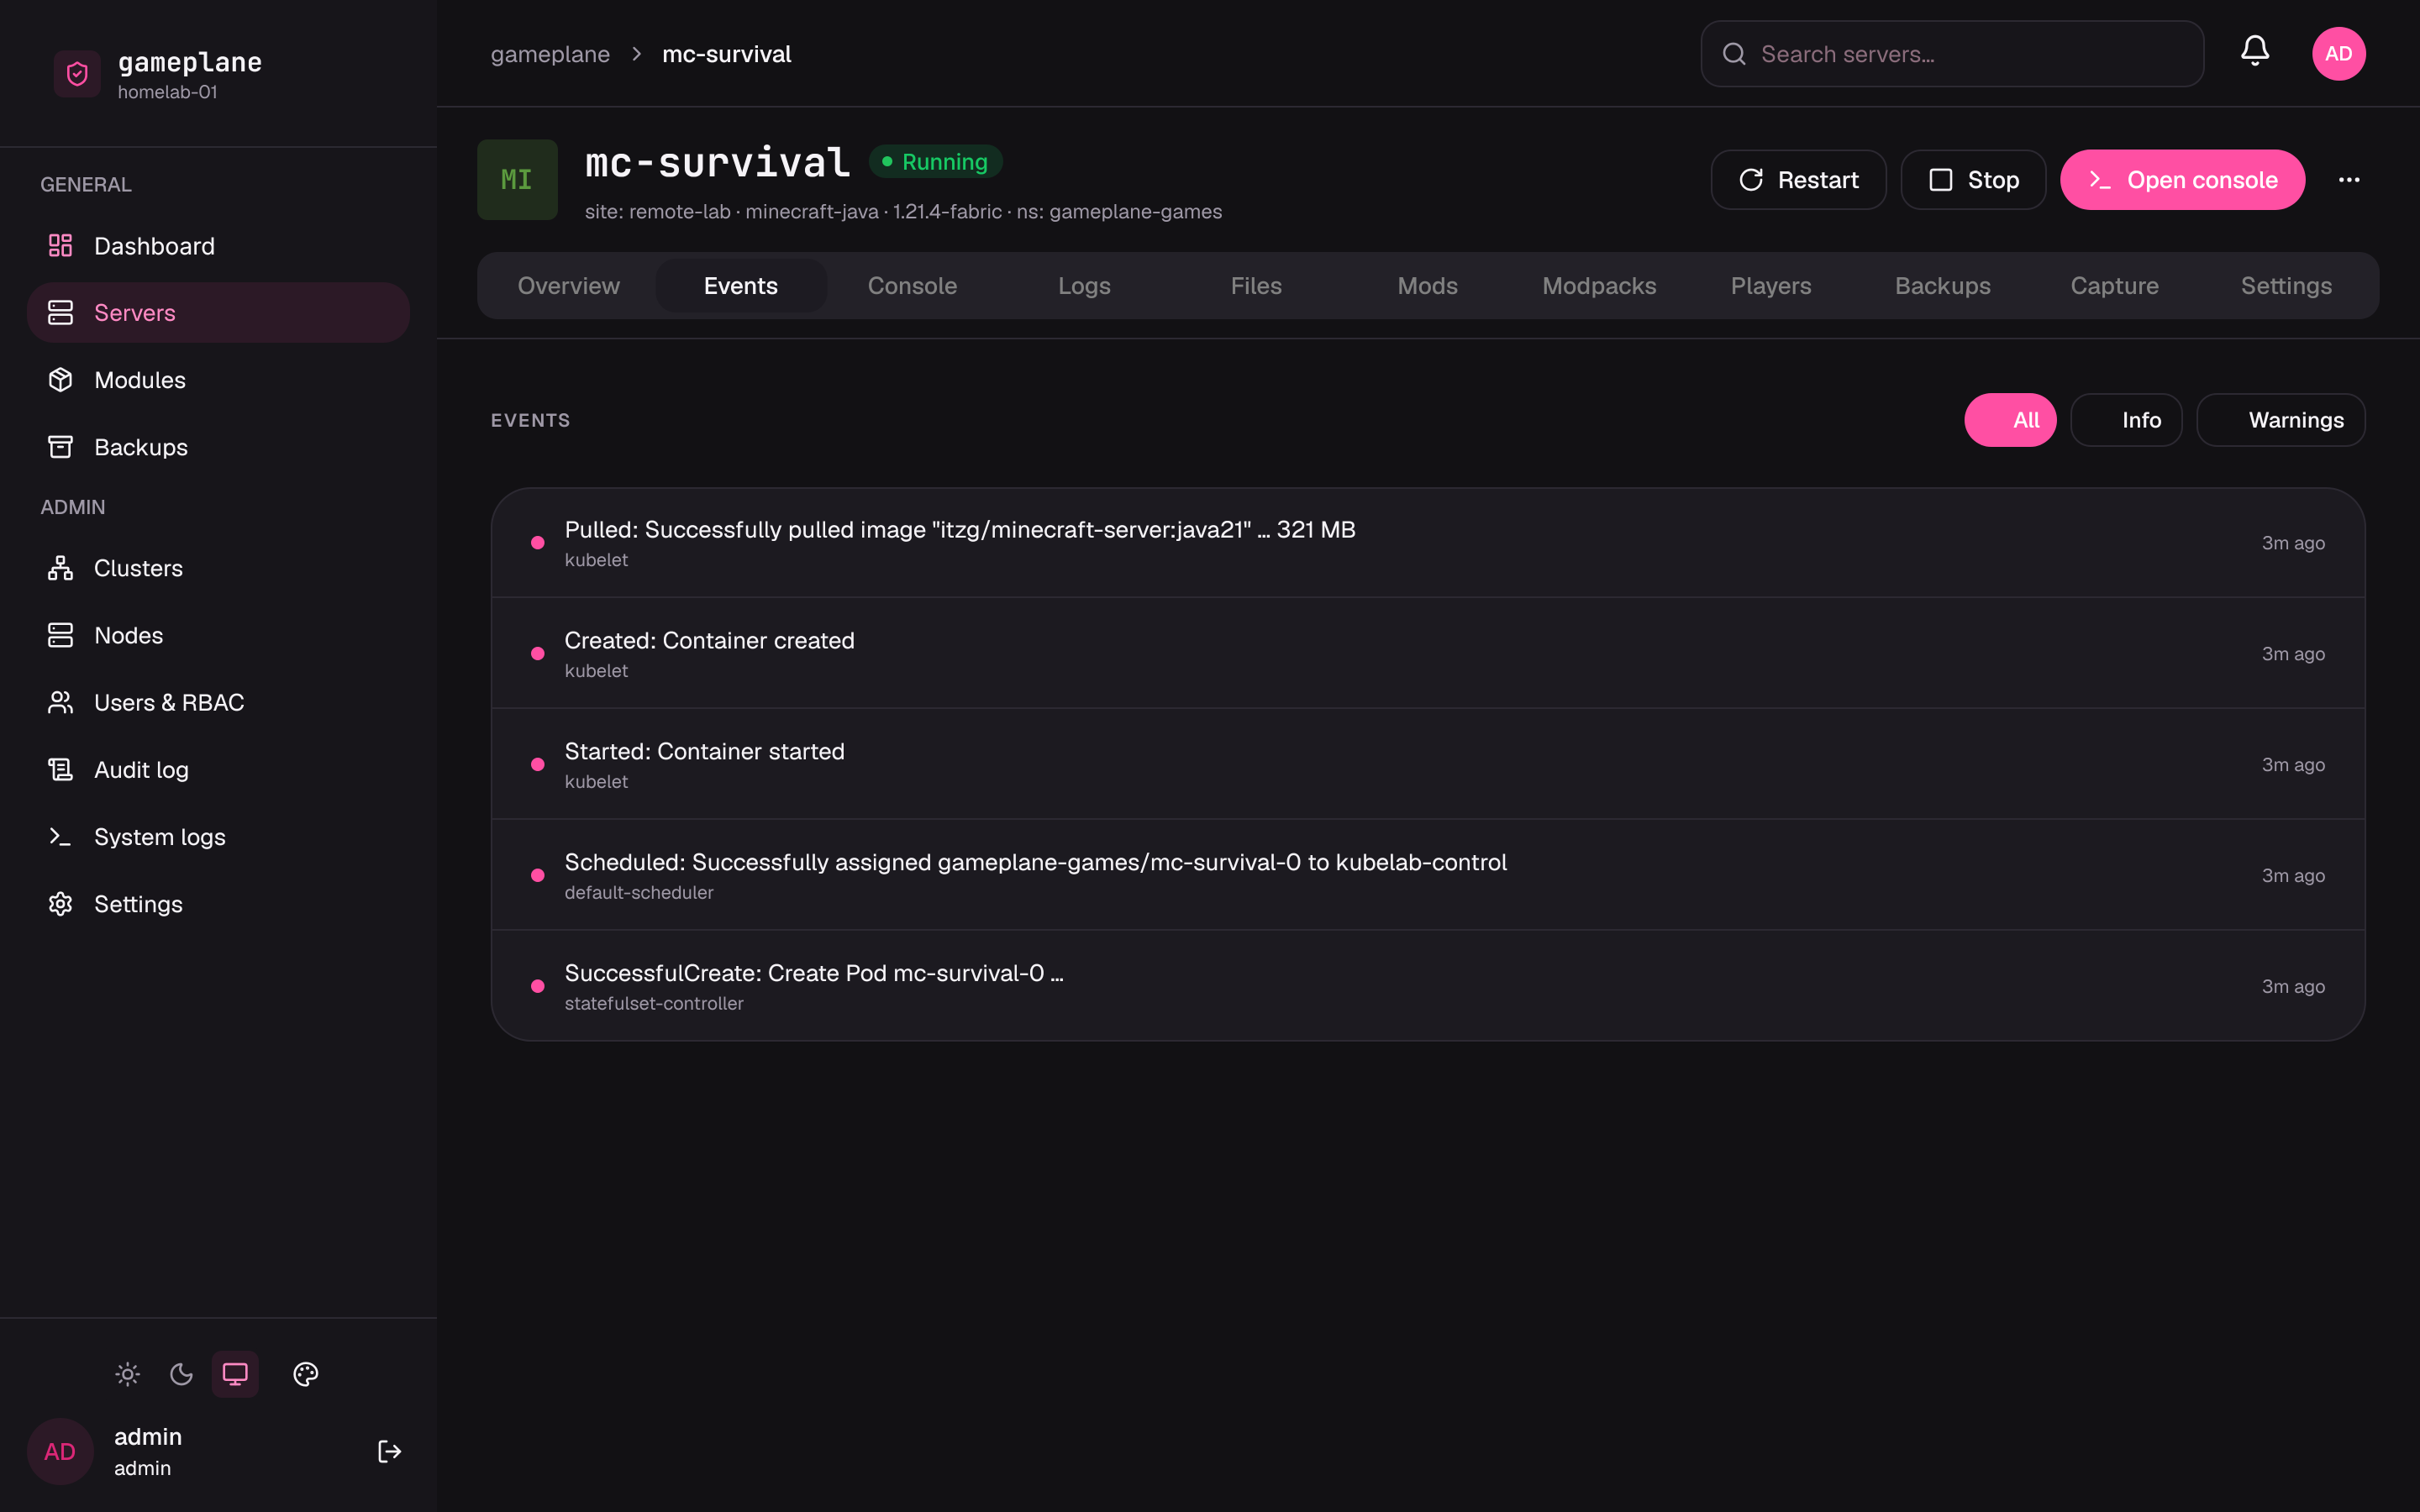 gameplane
homelab-01
GENERAL
Dashboard
Servers
Modules
Backups
ADMIN
Clusters
Nodes
Users & RBAC
Audit log
System logs
Settings
AD
admin
admin
gameplane > mc-survival
Search servers...
AD
MI
mc-survival
Running
site: remote-lab · minecraft-java · 1.21.4-fabric · ns: gameplane-games
Restart
Stop
Open console
Overview
Events
Console
Logs
Files
Mods
Modpacks
Players
Backups
Capture
Settings
EVENTS
All
Info
Warnings
Pulled: Successfully pulled image "itzg/minecraft-server:java21" ... 321 MB
kubelet
3m ago
Created: Container created
kubelet
3m ago
Started: Container started
kubelet
3m ago
Scheduled: Successfully assigned gameplane-games/mc-survival-0 to kubelab-control
default-scheduler
3m ago
SuccessfulCreate: Create Pod mc-survival-0 ...
statefulset-controller
3m ago